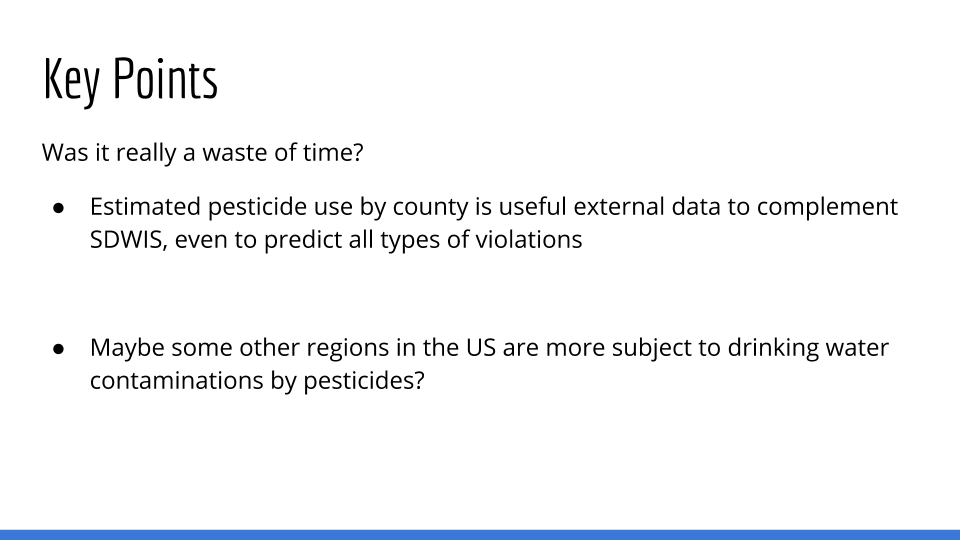 Key Points
Was it really a waste of time?
● Estimated pesticide use by county is useful external data to complement
SDWIS, even to predict all types of violations
● Maybe some other regions in the US are more subject to drinking water
contaminations by pesticides?